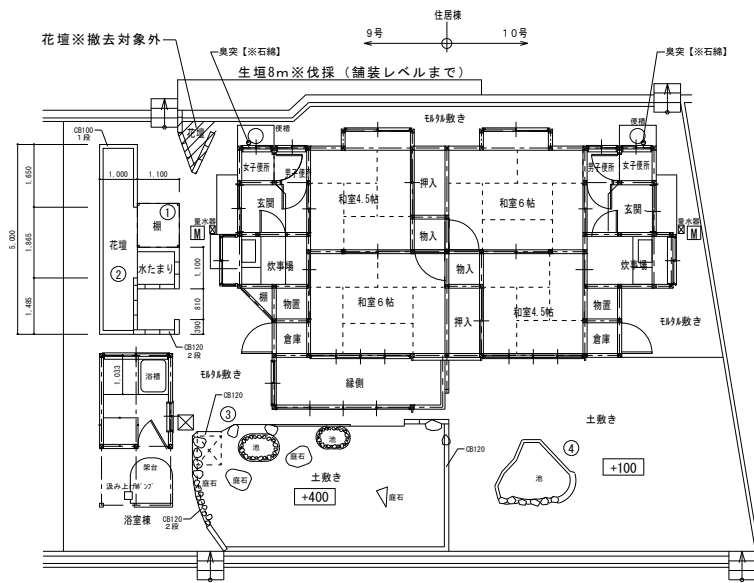 住居棟
9号
10号
花壇※撤去対象外
臭突【※石綿】
臭突【※石綿】
生垣8m※伐採（舗装レベルまで）
CB100
1段
花壇
便槽
ﾓﾙﾀﾙ敷き
便槽
女子便所
男子便所
押入
男子便所
女子便所
1,650
1,000
1,100
玄関
和室4.5帖
和室6帖
玄関
①
棚
量水器
M
物入
量水器
M
5,000
1,865
花壇
②
水たまり
1,100
炊事場
物入
炊事場
棚
物置
和室6帖
押入
和室4.5帖
物置
810
1,485
390
倉庫
倉庫
ﾓﾙﾀﾙ敷き
CB120
2段
1,033
浴槽
ﾓﾙﾀﾙ敷き
縁側
③
CB120
土敷き
池
池
CB120
④
架台
庭石
庭石
庭石
土敷き
+400
庭石
池
+100
汲み上げﾎﾟﾝﾌﾟ
浴室棟
CB120
2段